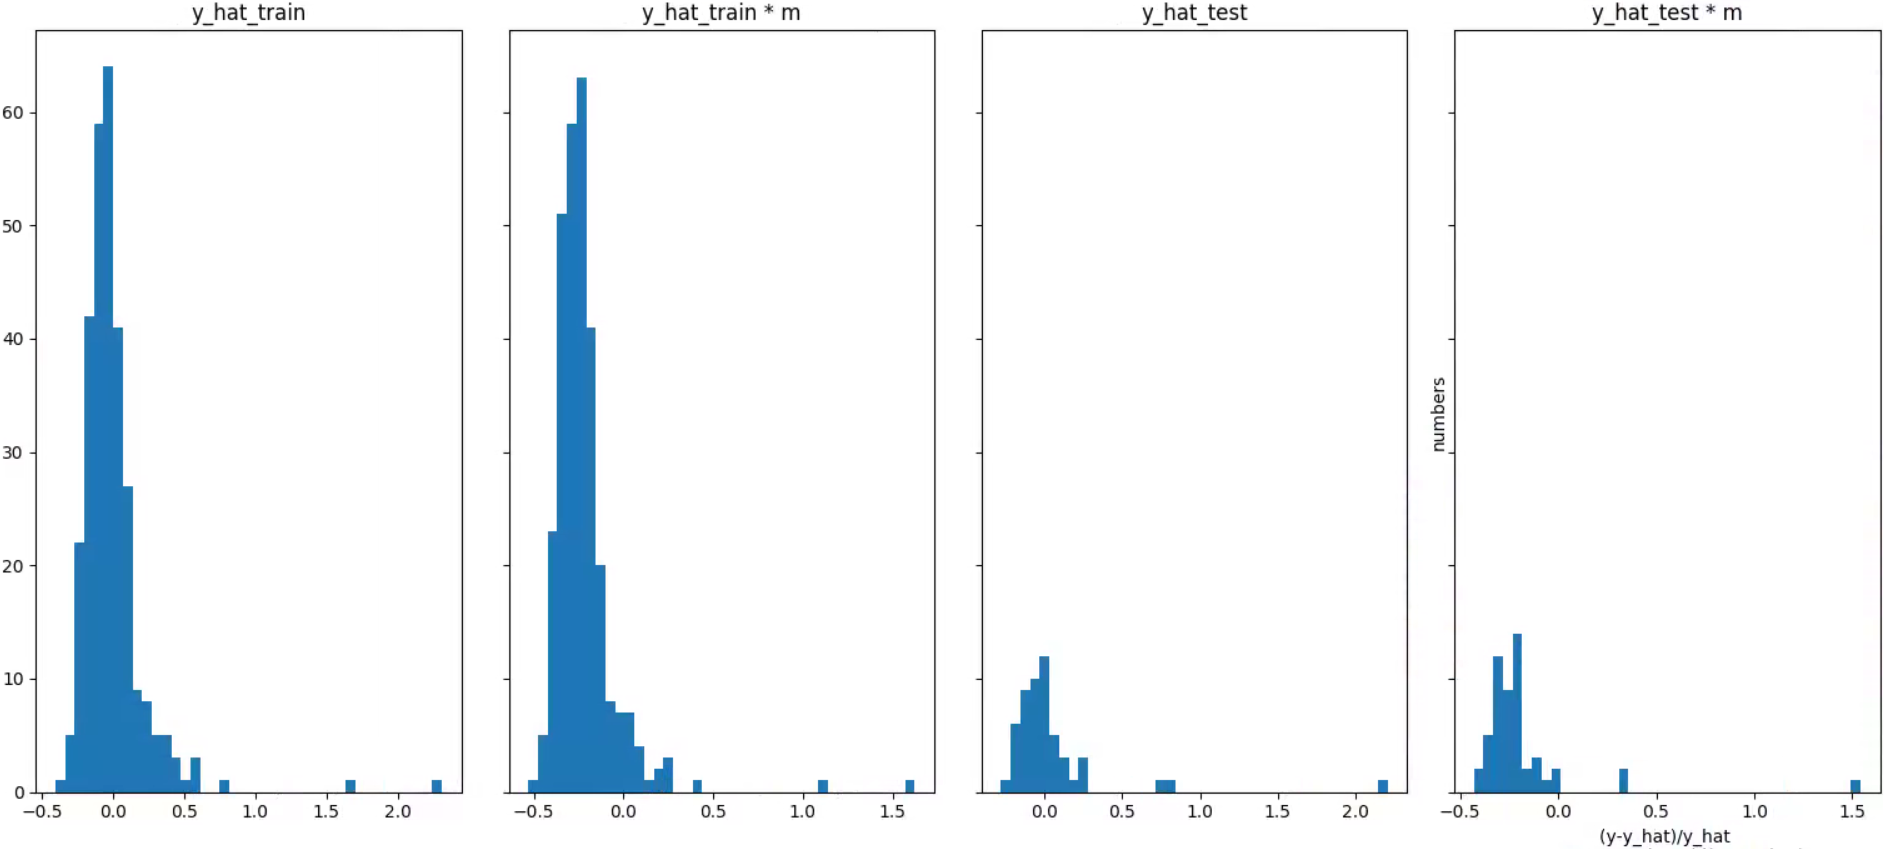 y_hat_train
y_hat_train * m
y_hat_test
y_hat_test * m
60
50
40
30
20
10
0
numbers
−0.5 0.0 0.5 1.0 1.5 2.0
−0.5 0.0 0.5 1.0 1.5
0.0 0.5 1.0 1.5 2.0
−0.5 0.0 0.5 1.0 1.5
(y-y_hat)/y_hat